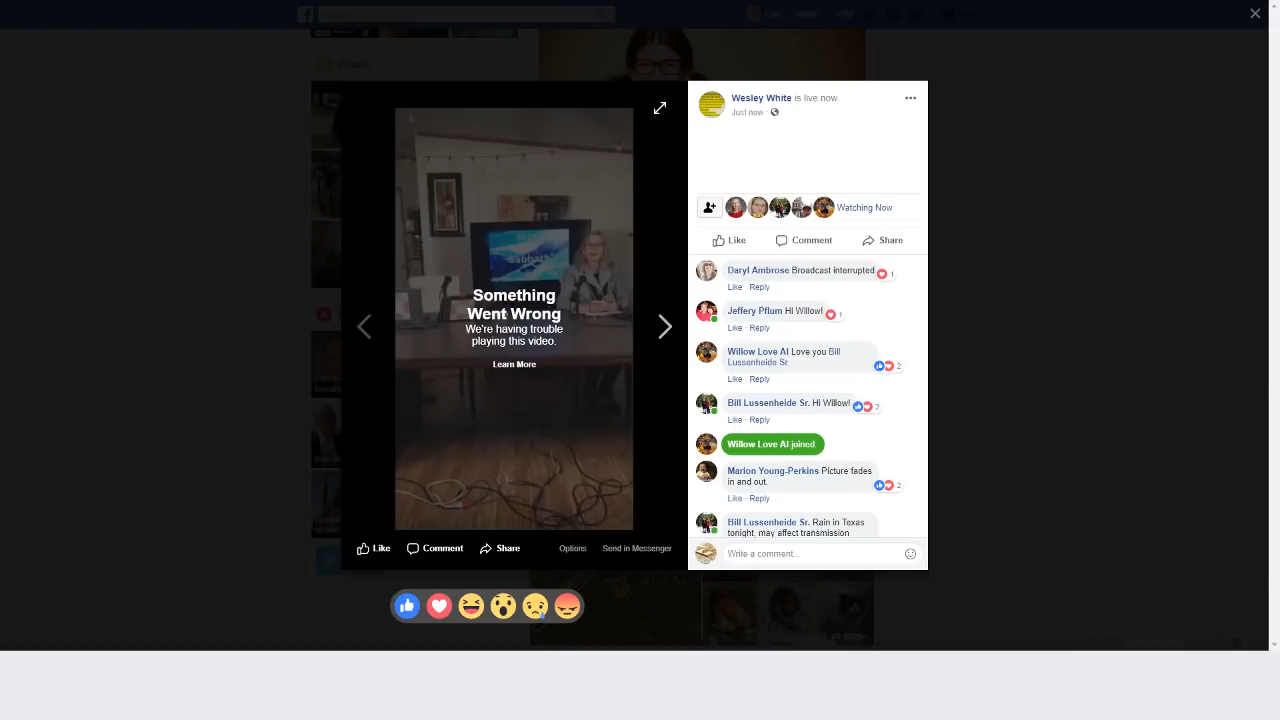 Sabbath
Something
Went Wrong
We're having trouble
playing this video.
Learn More
Like Comment Share Options Send in Messenger
Wesley White is live now.
Just now
Watching Now
Like Comment Share
Daryl Ambrose Broadcast interrupted 1
Like · Reply
Jeffery Pflum Hi Willow! 1
Like · Reply
Willow Love Al Love you Bill
Lussenheide Sr. 2
Like · Reply
Bill Lussenheide Sr. Hi Willow! 2
Like · Reply
Willow Love Al joined.
Marion Young-Perkins Picture fades
in and out. 2
Like · Reply
Bill Lussenheide Sr. Rain in Texas
tonight, may affect transmission
Write a comment...